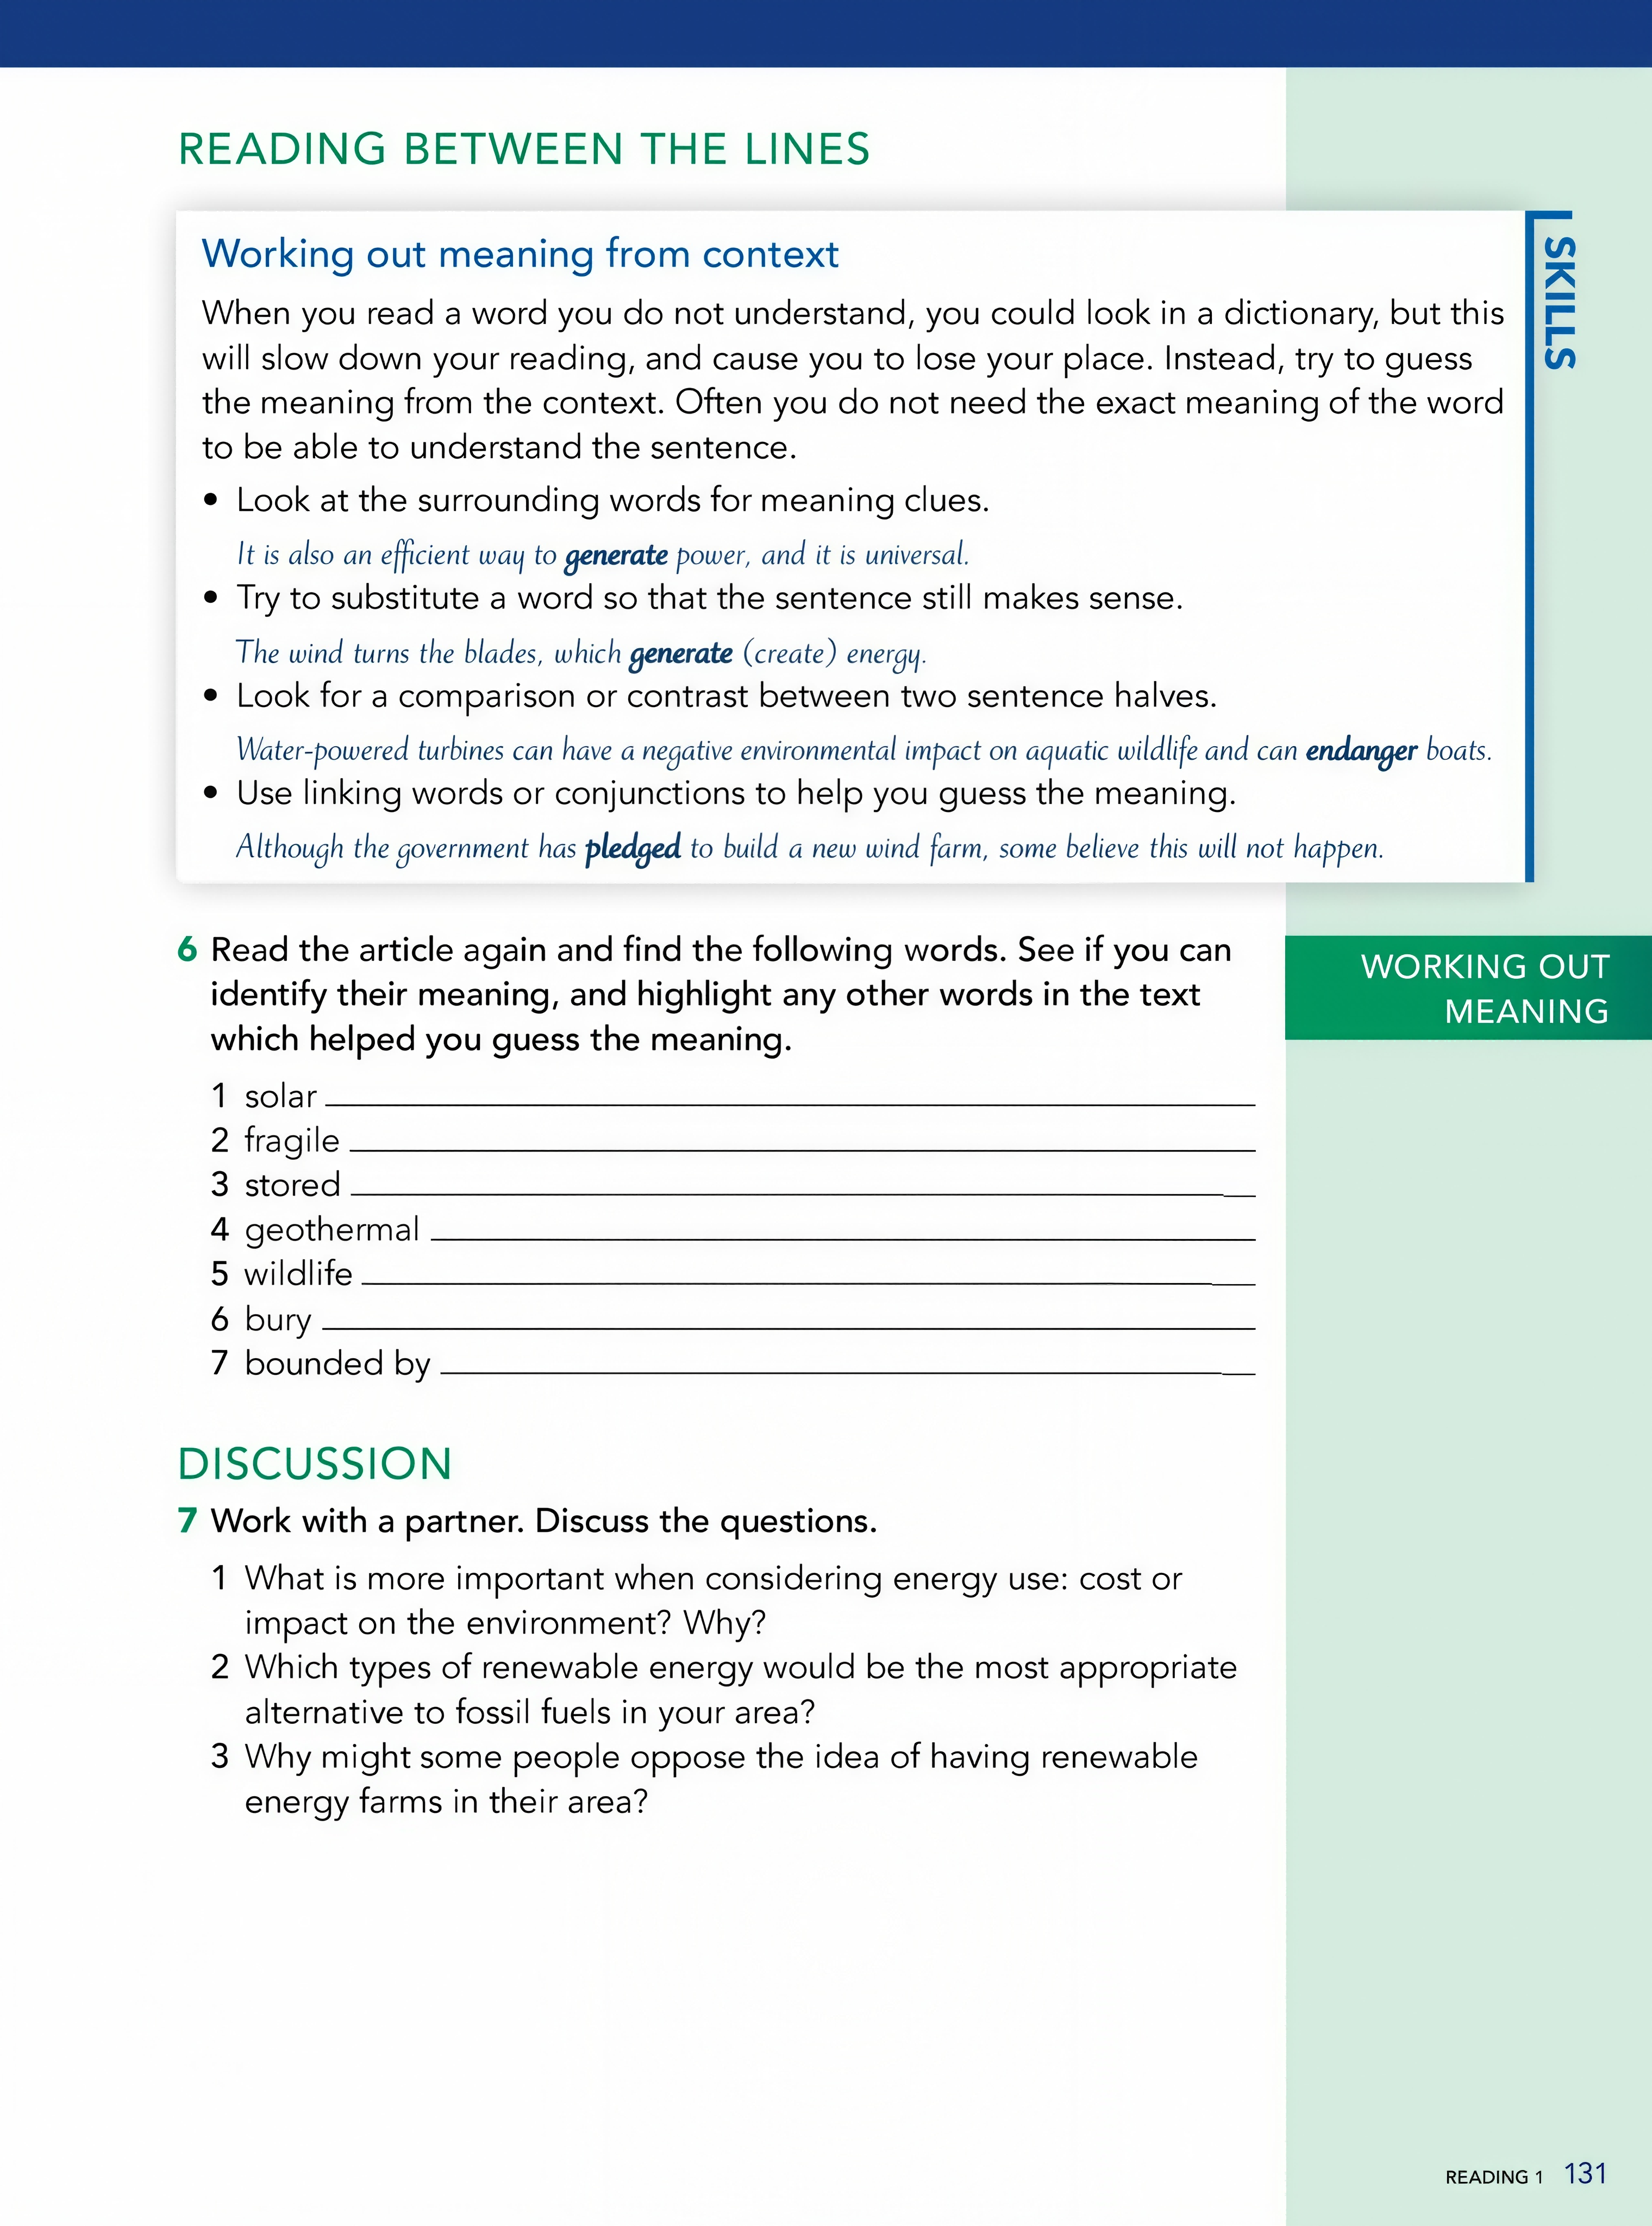 READING BETWEEN THE LINES
SKILLS
Working out meaning from context
When you read a word you do not understand, you could look in a dictionary, but this
will slow down your reading, and cause you to lose your place. Instead, try to guess
the meaning from the context. Often you do not need the exact meaning of the word
to be able to understand the sentence.
• Look at the surrounding words for meaning clues.
It is also an efficient way to generate power, and it is universal.
• Try to substitute a word so that the sentence still makes sense.
The wind turns the blades, which generate (create) energy.
• Look for a comparison or contrast between two sentence halves.
Water-powered turbines can have a negative environmental impact on aquatic wildlife and can endanger boats.
• Use linking words or conjunctions to help you guess the meaning.
Although the government has pledged to build a new wind farm, some believe this will not happen.
6 Read the article again and find the following words. See if you can
identify their meaning, and highlight any other words in the text
which helped you guess the meaning.
WORKING OUT
MEANING
1 solar
2 fragile
3 stored
4 geothermal
5 wildlife
6 bury
7 bounded by
DISCUSSION
7 Work with a partner. Discuss the questions.
1 What is more important when considering energy use: cost or
impact on the environment? Why?
2 Which types of renewable energy would be the most appropriate
alternative to fossil fuels in your area?
3 Why might some people oppose the idea of having renewable
energy farms in their area?
READING 1 131